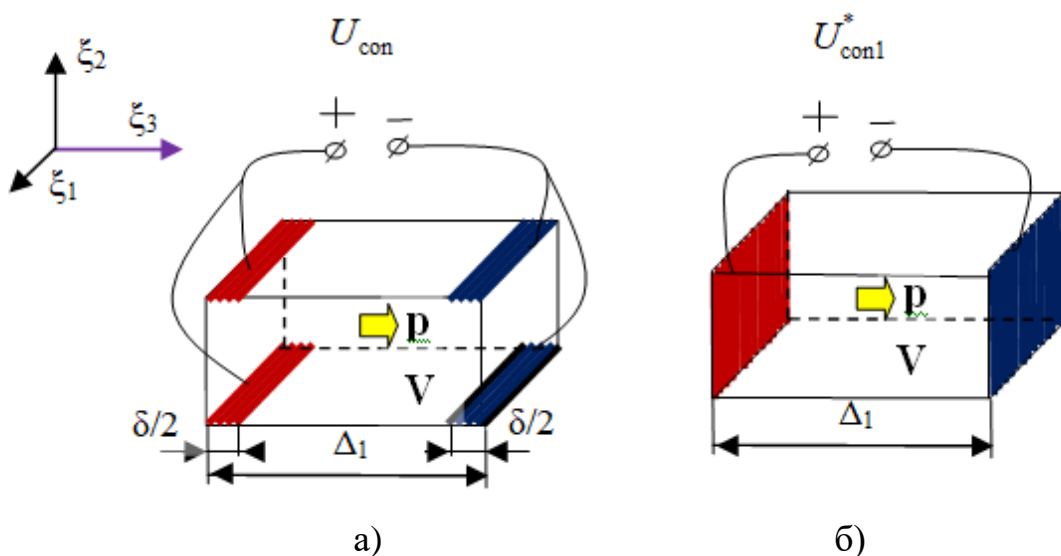 U_con
U*_con1
ξ₂
ξ₃
ξ₁
+ −
+ −
p
V
δ/2
Δ₁
δ/2
p
V
Δ₁
а)
б)